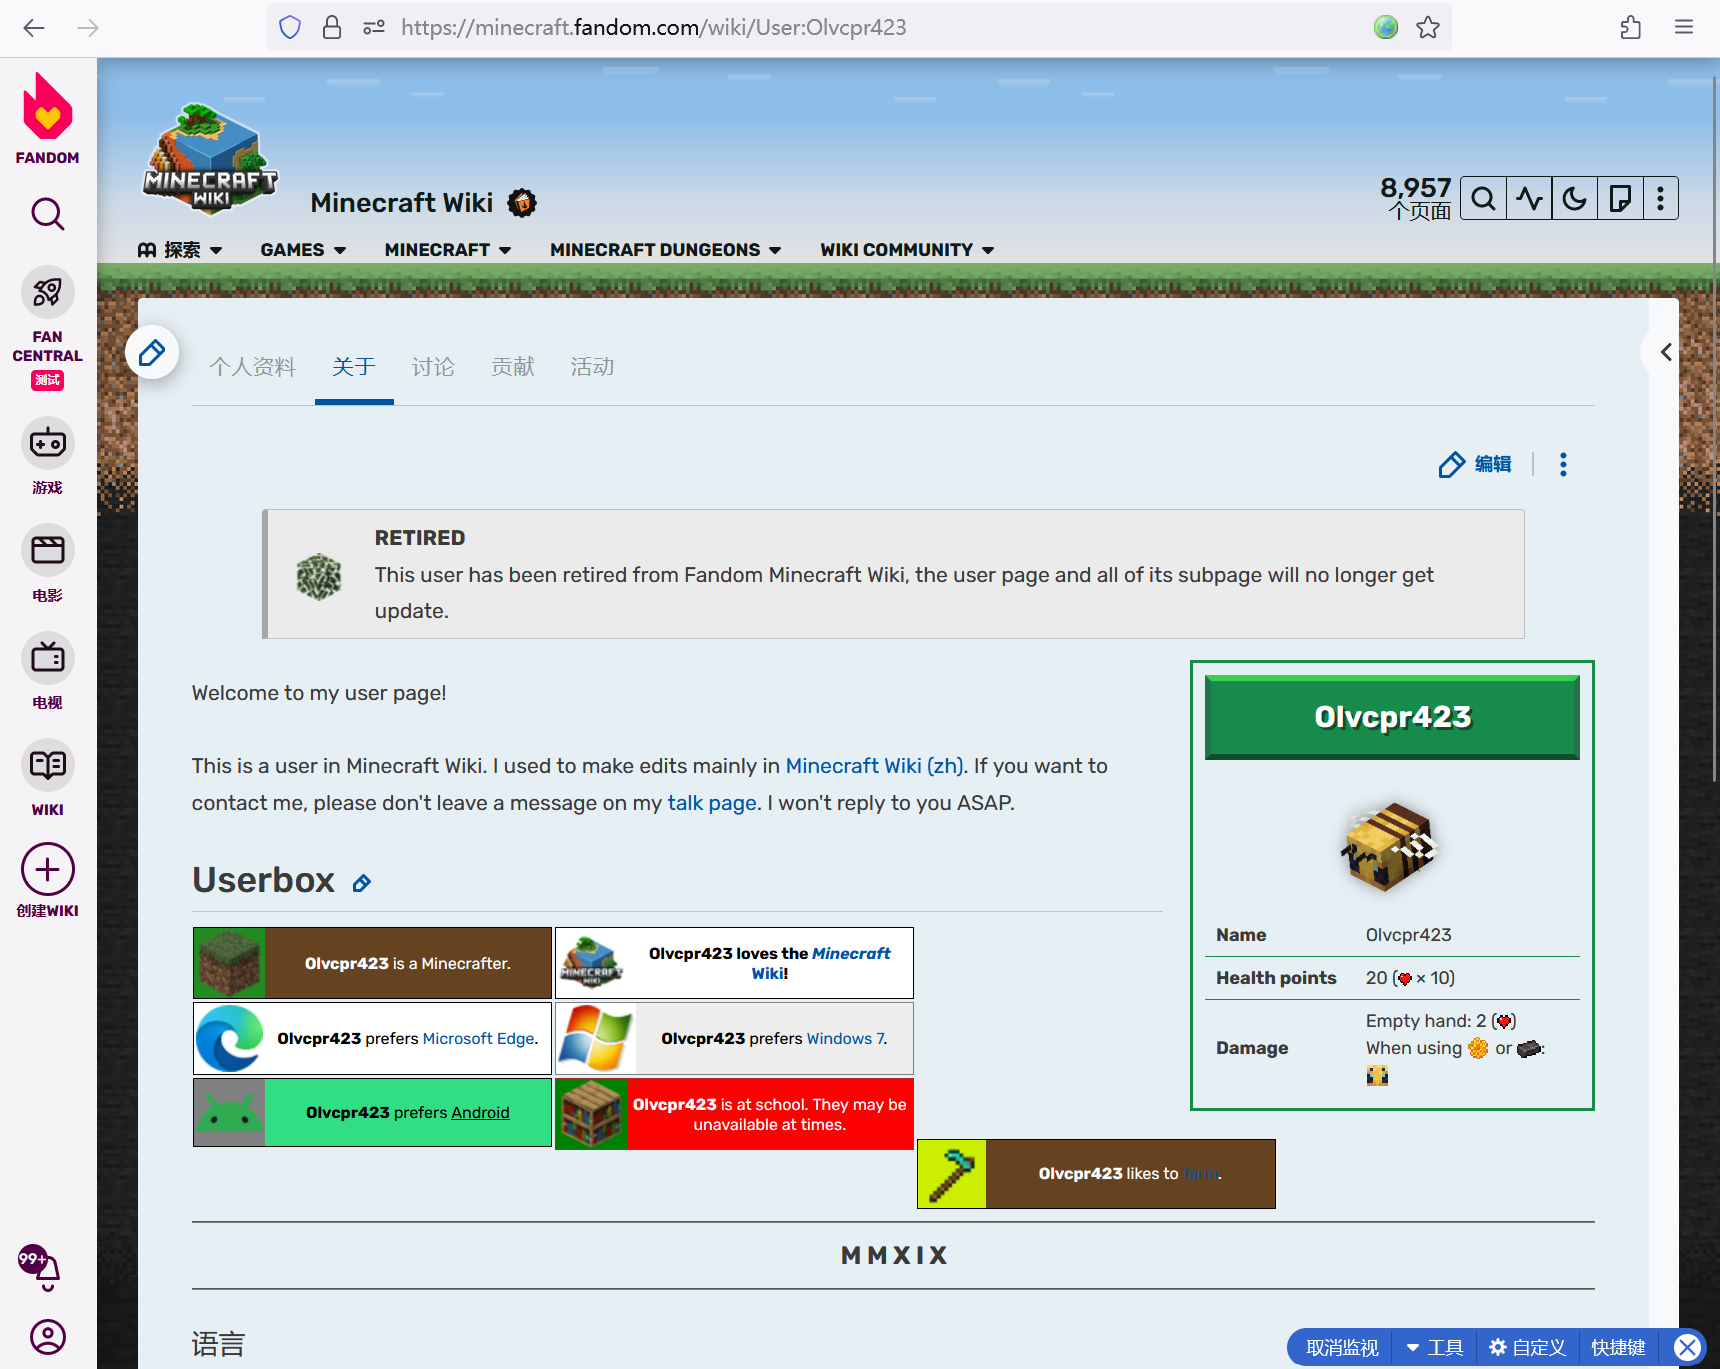 https://minecraft.fandom.com/wiki/User:Olvcpr423
FANDOM
FAN
CENTRAL
测试
游戏
电影
电视
WIKI
创建WIKI
99+
MINECRAFT
WIKI
Minecraft Wiki
8,957
个页面
探索
GAMES
MINECRAFT
MINECRAFT DUNGEONS
WIKI COMMUNITY
个人资料
关于
讨论
贡献
活动
编辑
RETIRED
This user has been retired from Fandom Minecraft Wiki, the user page and all of its subpage will no longer get
update.
Welcome to my user page!
This is a user in Minecraft Wiki. I used to make edits mainly in Minecraft Wiki (zh). If you want to
contact me, please don't leave a message on my talk page. I won't reply to you ASAP.
Olvcpr423
Name
Olvcpr423
Health points
20 (× 10)
Damage
Empty hand: 2 ()
When using or :
Userbox
Olvcpr423 is a Minecrafter.
MINECRAFT
WIKI
Olvcpr423 loves the Minecraft
Wiki!
Olvcpr423 prefers Microsoft Edge.
Olvcpr423 prefers Windows 7.
Olvcpr423 prefers Android
Olvcpr423 is at school. They may be
unavailable at times.
Olvcpr423 likes to farm.
MMXIX
语言
取消监视
工具
自定义
快捷键